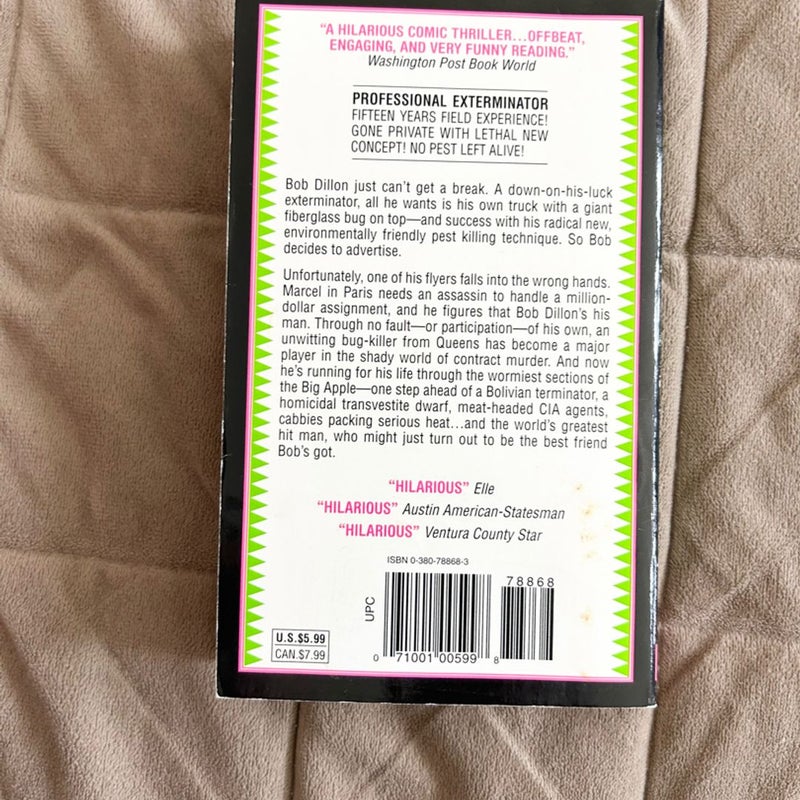 “A HILARIOUS COMIC THRILLER...OFFBEAT,
ENGAGING, AND VERY FUNNY READING.”
Washington Post Book World
PROFESSIONAL EXTERMINATOR
FIFTEEN YEARS FIELD EXPERIENCE!
GONE PRIVATE WITH LETHAL NEW
CONCEPT! NO PEST LEFT ALIVE!
Bob Dillon just can’t get a break. A down-on-his-luck
exterminator, all he wants is his own truck with a giant
fiberglass bug on top—and success with his radical new,
environmentally friendly pest killing technique. So Bob
decides to advertise.
Unfortunately, one of his flyers falls into the wrong hands.
Marcel in Paris needs an assassin to handle a million-
dollar assignment, and he figures that Bob Dillon’s his
man. Through no fault—or participation—of his own, an
unwitting bug-killer from Queens has become a major
player in the shady world of contract murder. And now
he’s running for his life through the wormiest sections of
the Big Apple—one step ahead of a Bolivian terminator, a
homicidal transvestite dwarf, meat-headed CIA agents,
cabbies packing serious heat...and the world’s greatest
hit man, who might just turn out to be the best friend
Bob’s got.
“HILARIOUS” Elle
“HILARIOUS” Austin American-Statesman
“HILARIOUS” Ventura County Star
ISBN 0-380-78868-3
78868
UPC
U.S.$5.99
CAN.$7.99
0 71001 00599 8